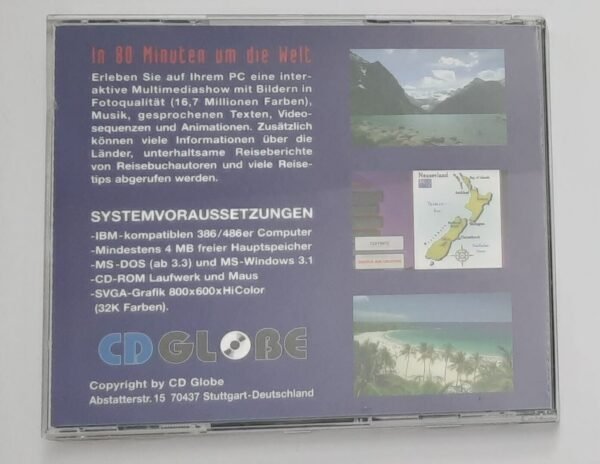 In 80 Minuten um die Welt
Erleben Sie auf Ihrem PC eine inter-
aktive Multimediashow mit Bildern in
Fotoqualität (16,7 Millionen Farben),
Musik, gesprochenen Texten, Video-
sequenzen und Animationen. Zusätzlich
können viele Informationen über die
Länder, unterhaltsame Reiseberichte
von Reisebuchautoren und viele Reise-
tips abgerufen werden.
SYSTEMVORAUSSETZUNGEN
-IBM-kompatiblen 386/486er Computer
-Mindestens 4 MB freier Hauptspeicher
-MS-DOS (ab 3.3) und MS-Windows 3.1
-CD-ROM Laufwerk und Maus
-SVGA-Grafik 800x600xHiColor
(32K Farben).
CD GLOBE
Copyright by CD Globe
Abstatterstr. 15 70437 Stuttgart-Deutschland
Neuseeland